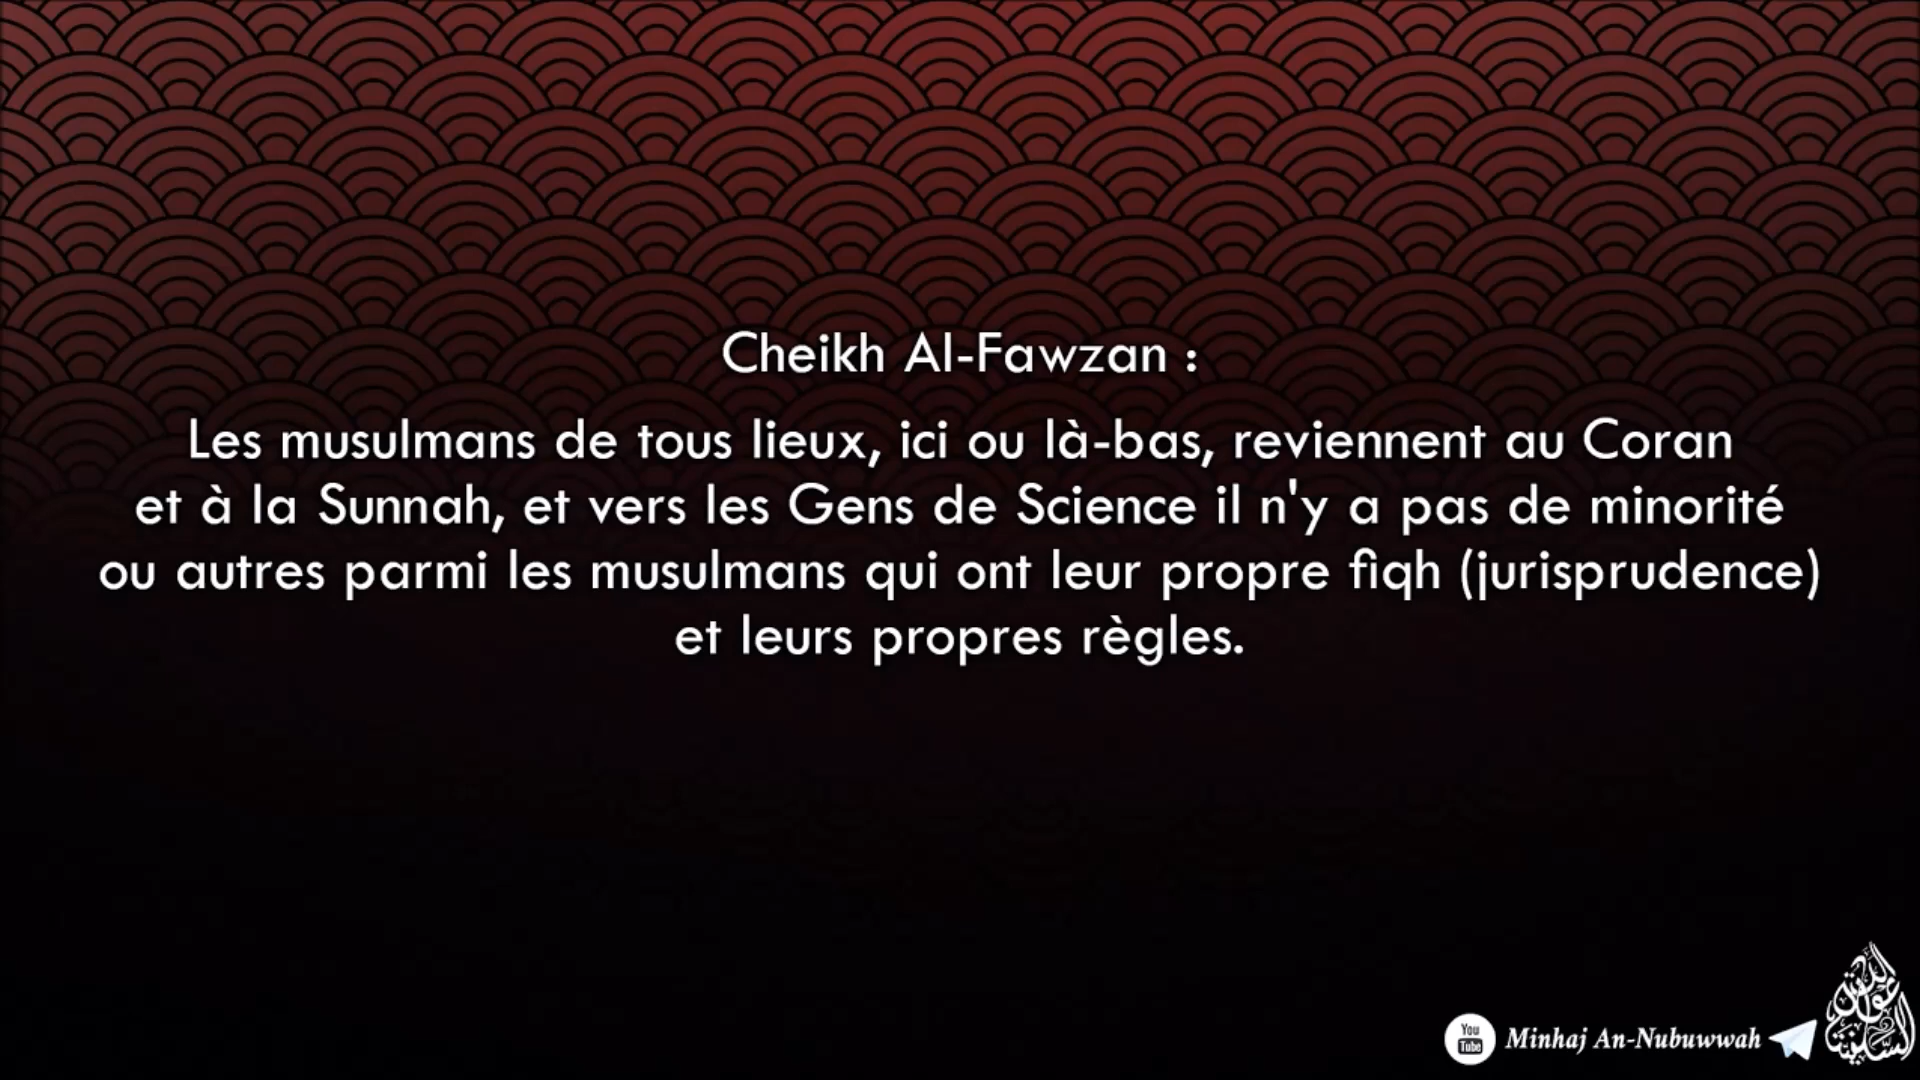 Cheikh Al-Fawzan :
Les musulmans de tous lieux, ici ou là-bas, reviennent au Coran
et à la Sunnah, et vers les Gens de Science il n'y a pas de minorité
ou autres parmi les musulmans qui ont leur propre fiqh (jurisprudence)
et leurs propres règles.
You
Tube
Minhaj An-Nubuwwah
الدعوة السلفية